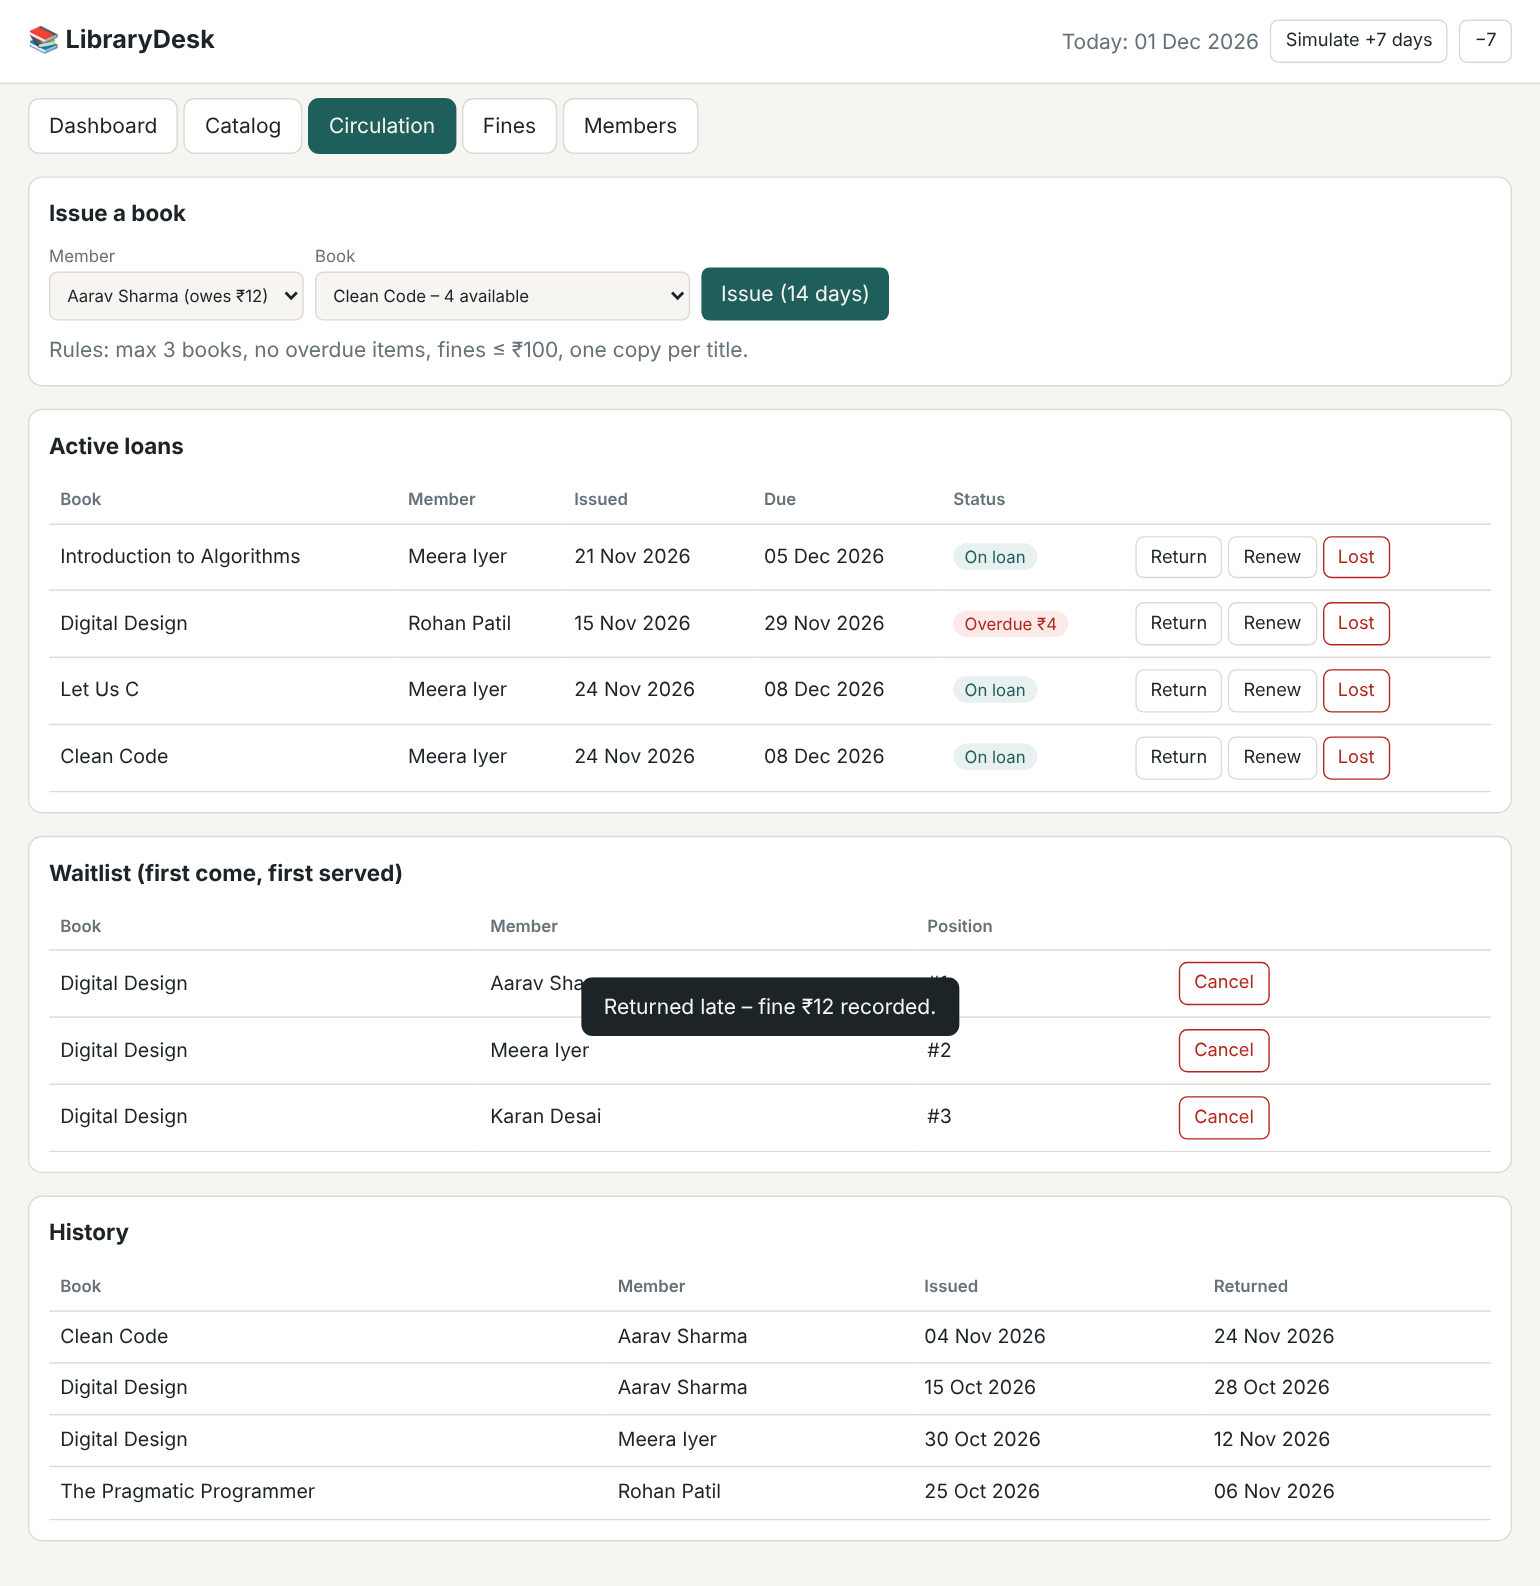 📚 LibraryDesk
Today: 01 Dec 2026 Simulate +7 days −7
Dashboard Catalog Circulation Fines Members
Issue a book
Member Book
Aarav Sharma (owes ₹12) Clean Code – 4 available Issue (14 days)
Rules: max 3 books, no overdue items, fines ≤ ₹100, one copy per title.
Active loans
Book Member Issued Due Status
Introduction to Algorithms Meera Iyer 21 Nov 2026 05 Dec 2026 On loan Return Renew Lost
Digital Design Rohan Patil 15 Nov 2026 29 Nov 2026 Overdue ₹4 Return Renew Lost
Let Us C Meera Iyer 24 Nov 2026 08 Dec 2026 On loan Return Renew Lost
Clean Code Meera Iyer 24 Nov 2026 08 Dec 2026 On loan Return Renew Lost
Waitlist (first come, first served)
Book Member Position
Digital Design Aarav Cancel
Returned late – fine ₹12 recorded.
Digital Design Meera Iyer #2 Cancel
Digital Design Karan Desai #3 Cancel
History
Book Member Issued Returned
Clean Code Aarav Sharma 04 Nov 2026 24 Nov 2026
Digital Design Aarav Sharma 15 Oct 2026 28 Oct 2026
Digital Design Meera Iyer 30 Oct 2026 12 Nov 2026
The Pragmatic Programmer Rohan Patil 25 Oct 2026 06 Nov 2026